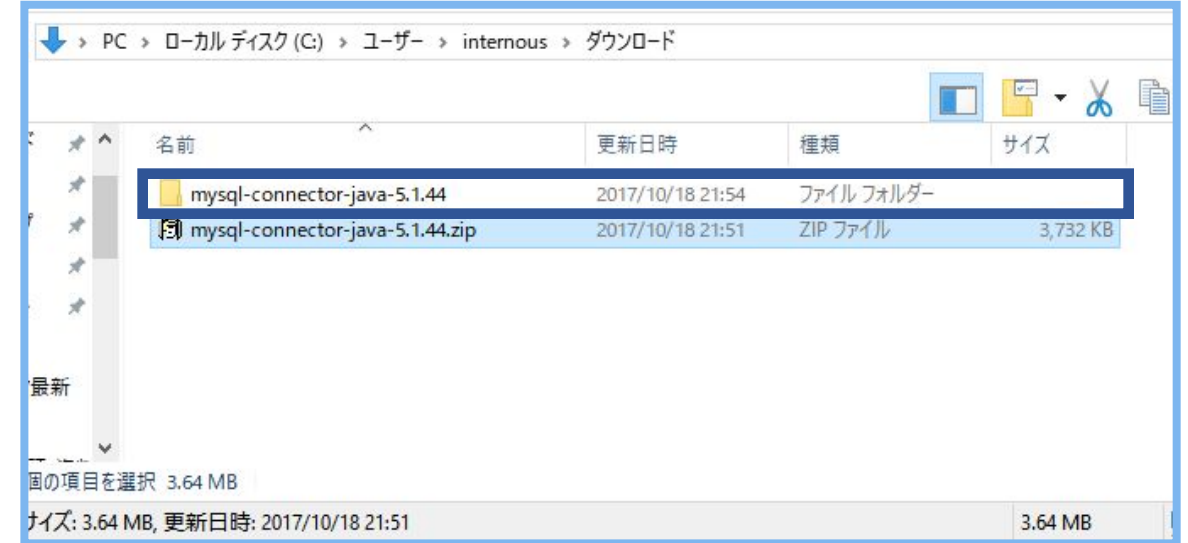 PC › ローカル ディスク (C:) › ユーザー › internous › ダウンロード
名前 更新日時 種類 サイズ
mysql-connector-java-5.1.44 2017/10/18 21:54 ファイル フォルダー
mysql-connector-java-5.1.44.zip 2017/10/18 21:51 ZIP ファイル 3,732 KB
最新
個の項目を選択 3.64 MB
サイズ: 3.64 MB, 更新日時: 2017/10/18 21:51 3.64 MB